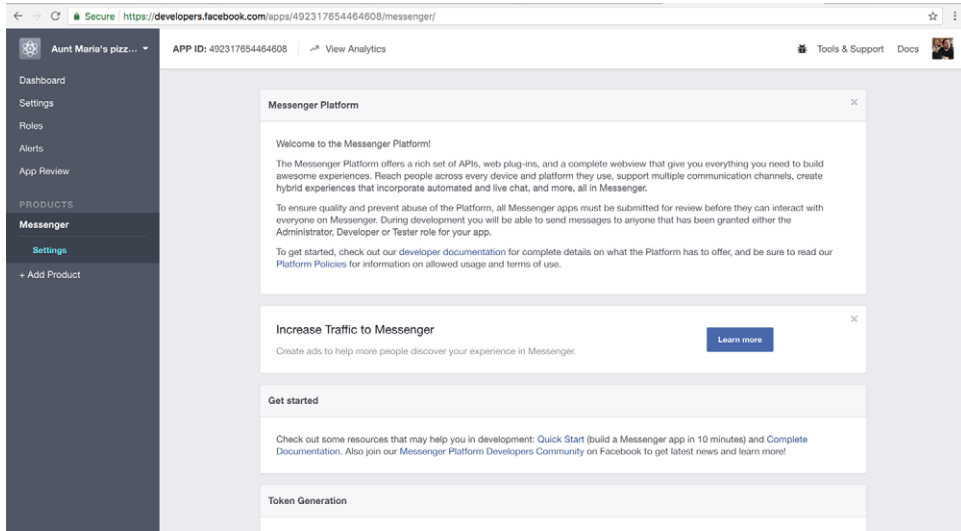 Secure https://developers.facebook.com/apps/492317654464608/messenger/
Aunt Maria's pizz...
APP ID: 492317654464608
View Analytics
Tools & Support
Docs
Dashboard
Settings
Roles
Alerts
App Review
PRODUCTS
Messenger
Settings
+ Add Product
Messenger Platform
Welcome to the Messenger Platform!
The Messenger Platform offers a rich set of APIs, web plug-ins, and a complete webview that give you everything you need to build
awesome experiences. Reach people across every device and platform they use, support multiple communication channels, create
hybrid experiences that incorporate automated and live chat, and more, all in Messenger.
To ensure quality and prevent abuse of the Platform, all Messenger apps must be submitted for review before they can interact with
everyone on Messenger. During development you will be able to send messages to anyone that has been granted either the
Administrator, Developer or Tester role for your app.
To get started, check out our developer documentation for complete details on what the Platform has to offer, and be sure to read our
Platform Policies for information on allowed usage and terms of use.
Increase Traffic to Messenger
Create ads to help more people discover your experience in Messenger.
Learn more
Get started
Check out some resources that may help you in development: Quick Start (build a Messenger app in 10 minutes) and Complete
Documentation. Also join our Messenger Platform Developers Community on Facebook to get latest news and learn more!
Token Generation